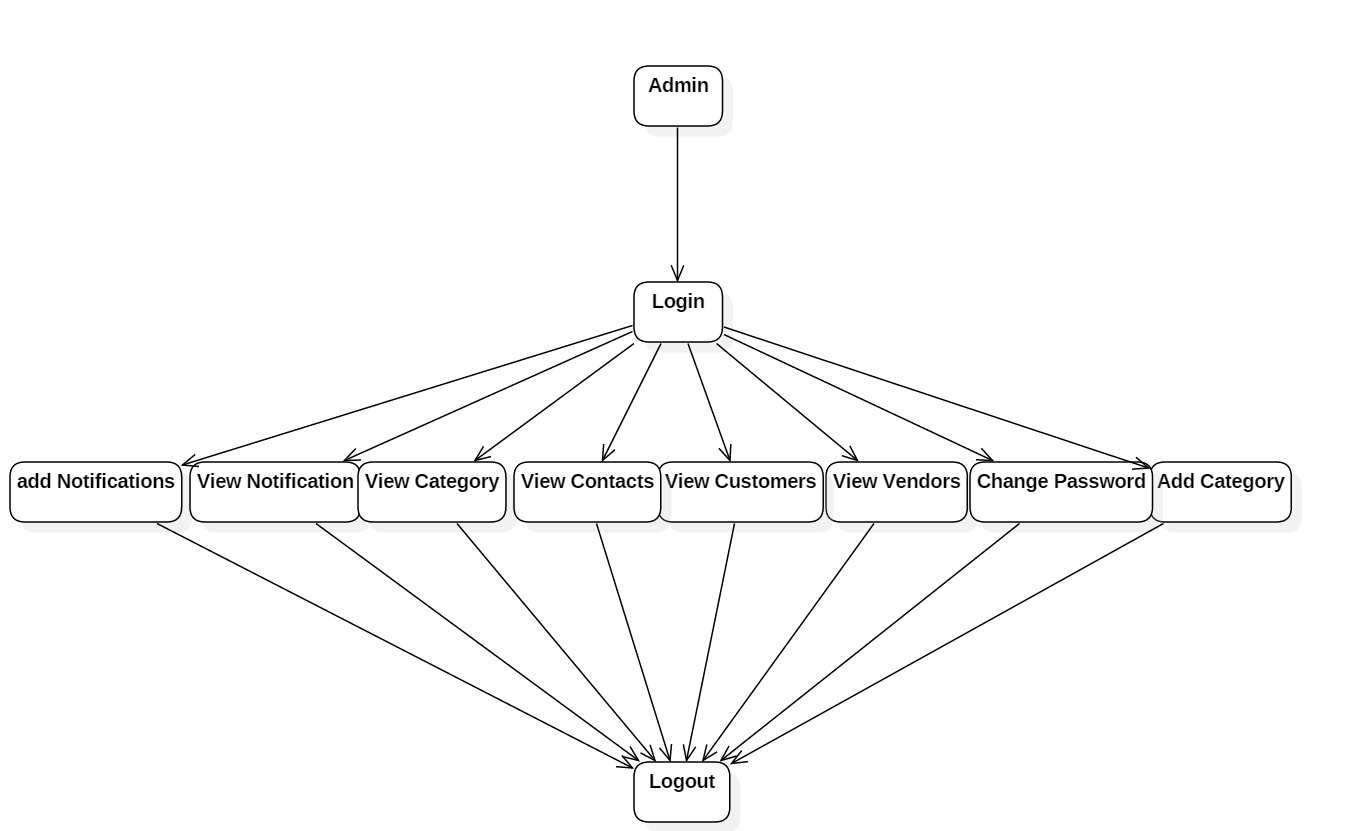 Admin
Login
add Notifications
View Notification
View Category
View Contacts
View Customers
View Vendors
Change Password
Add Category
Logout